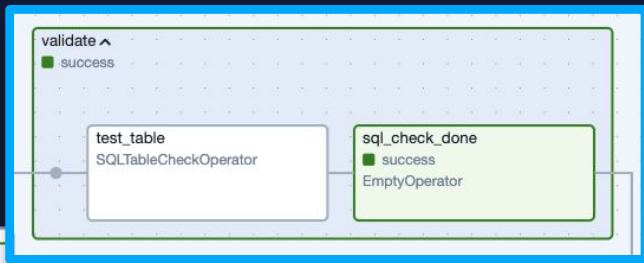 validate
success
test_table
SQLTableCheckOperator
sql_check_done
success
EmptyOperator